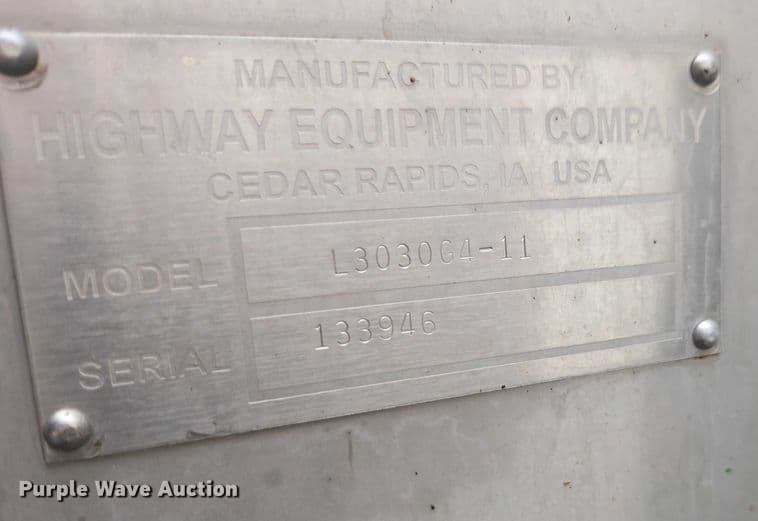 MANUFACTURED BY
HIGHWAY EQUIPMENT COMPANY
CEDAR RAPIDS, IA USA
MODEL L3030G4-11
SERIAL 133946
Purple Wave Auction